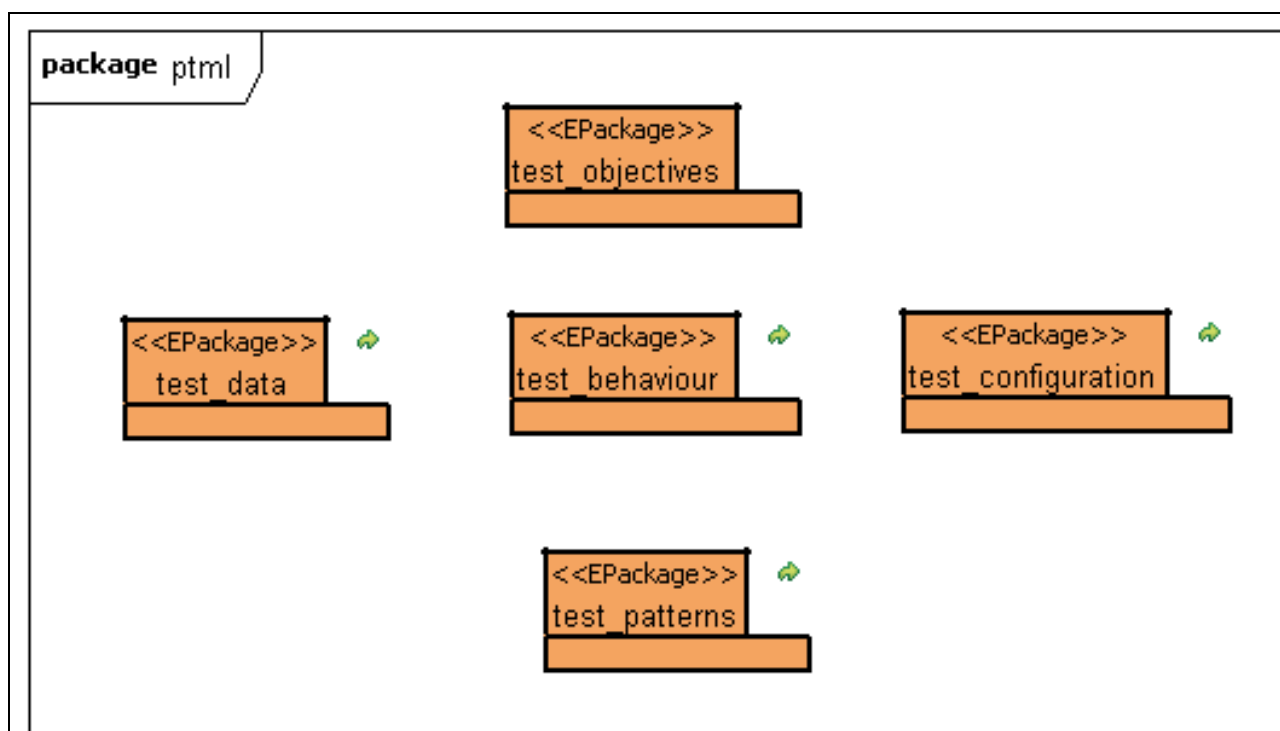 package ptml
<<EPackage>>
test_objectives
<<EPackage>>
test_data
<<EPackage>>
test_behaviour
<<EPackage>>
test_configuration
<<EPackage>>
test_patterns